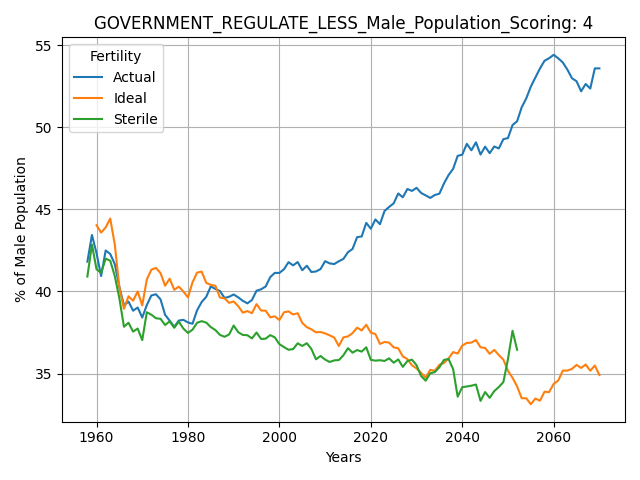 GOVERNMENT_REGULATE_LESS_Male_Population_Scoring: 4
Fertility
Actual
Ideal
Sterile
% of Male Population
55
50
45
40
35
1960
1980
2000
2020
2040
2060
Years